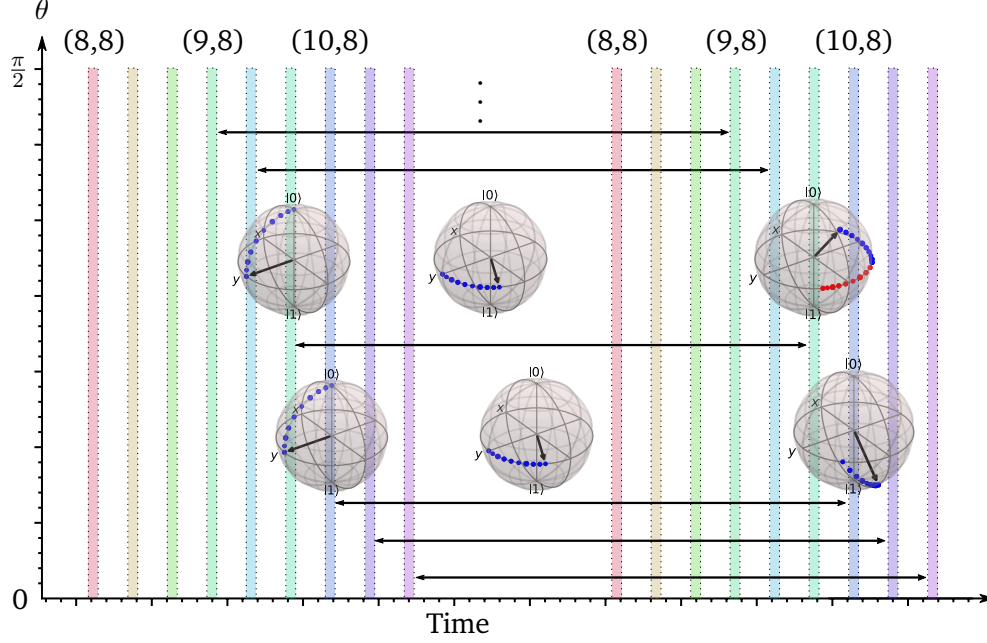 θ
(8,8) (9,8) (10,8) (8,8) (9,8) (10,8)
π
2
|0⟩ |0⟩ |0⟩
x x x
y y y
|1⟩ |1⟩ |1⟩
|0⟩ |0⟩ |0⟩
x x x
y y y
|1⟩ |1⟩ |1⟩
0
Time